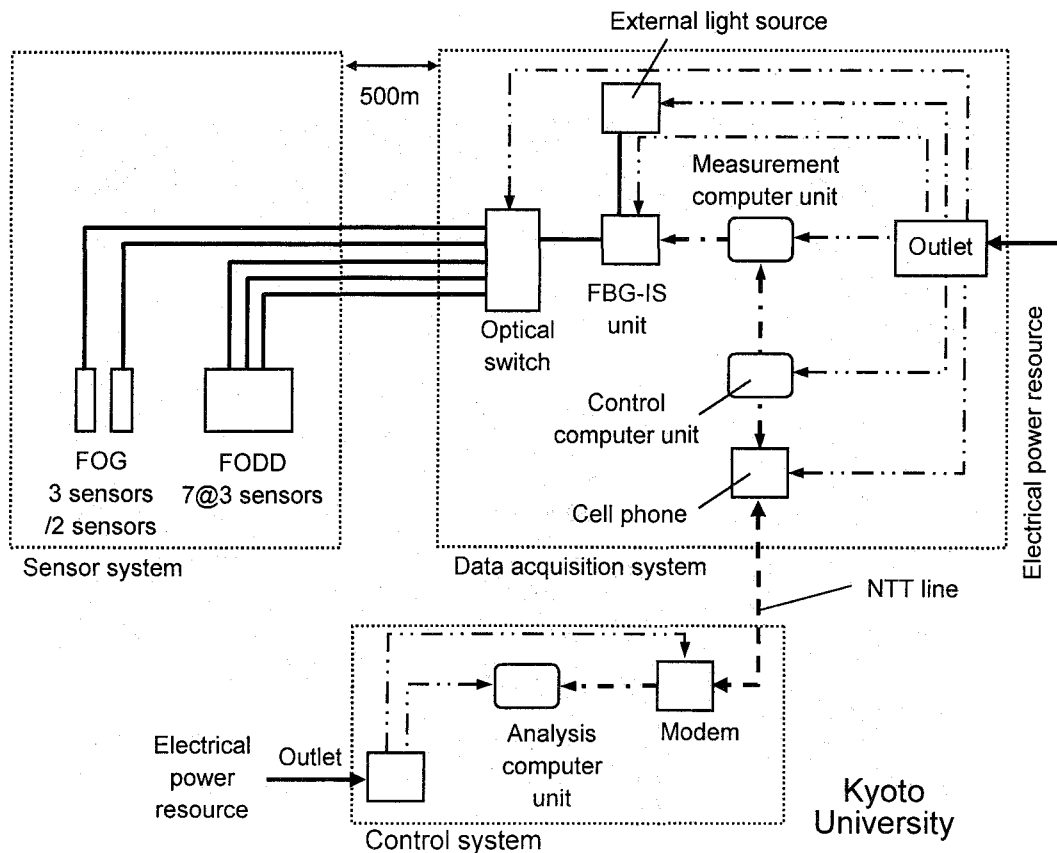 External light source
500m
Measurement
computer unit
Outlet
FBG-IS
unit
Optical
switch
Control
computer unit
FOG
3 sensors
/2 sensors
FODD
7@3 sensors
Cell phone
Electrical power resource
Sensor system
Data acquisition system
NTT line
Analysis
computer
unit
Modem
Electrical
power
resource
Outlet
Kyoto
University
Control system